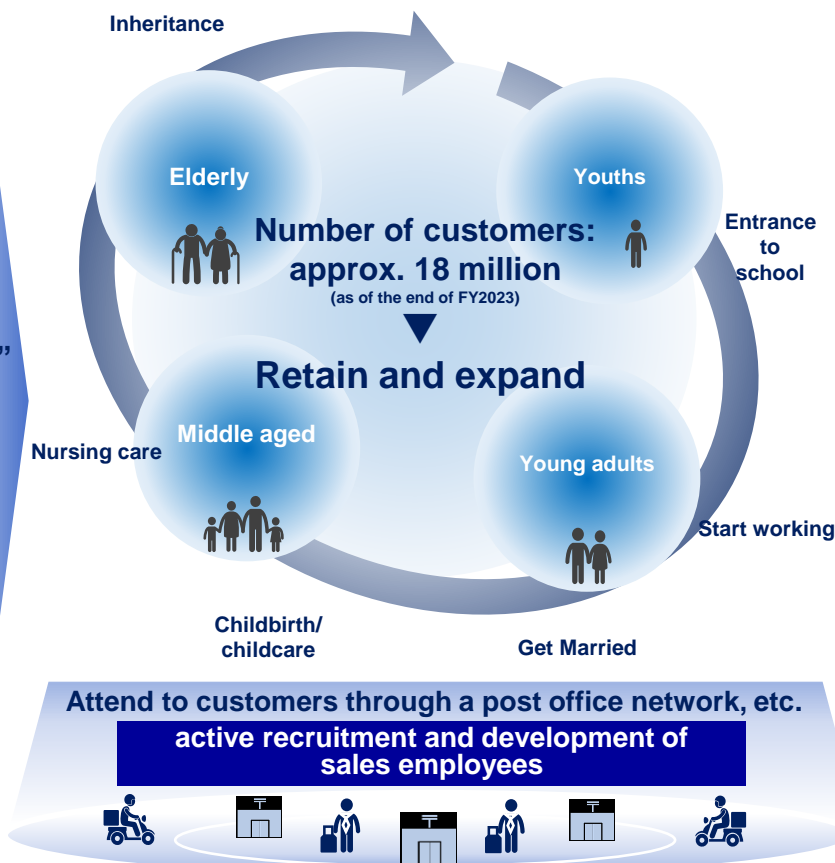 Inheritance
Elderly
Youths
Number of customers:
approx. 18 million
(as of the end of FY2023)
Entrance
to
school
”
Retain and expand
Middle aged
Nursing care
Young adults
Start working
Childbirth/
childcare
Get Married
Attend to customers through a post office network, etc.
active recruitment and development of
sales employees
〒 〒 〒